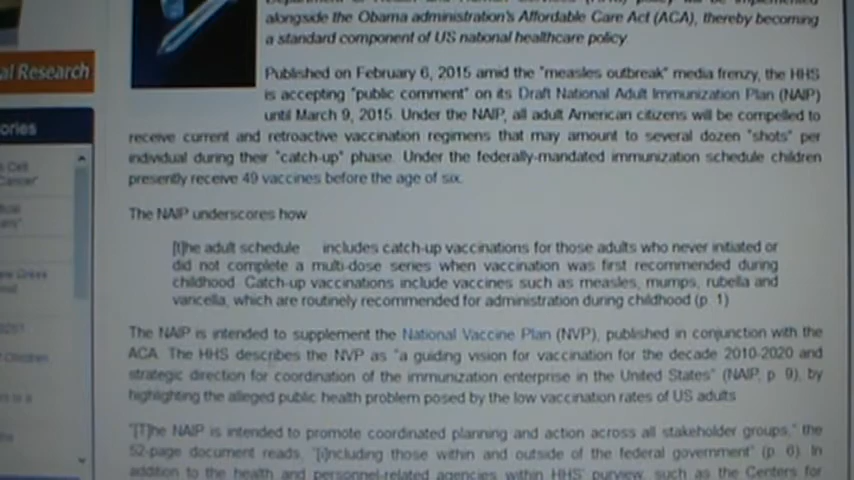 alongside the Obama administration's Affordable Care Act (ACA), thereby becoming
a standard component of US national healthcare policy.
al Research
Published on February 6, 2015 amid the "measles outbreak" media frenzy, the HHS
is accepting "public comment" on its Draft National Adult Immunization Plan (NAIP)
until March 9, 2015. Under the NAIP, all adult American citizens will be compelled to
receive current and retroactive vaccination regimens that may amount to several dozen "shots" per
individual during their "catch-up" phase. Under the federally-mandated immunization schedule children
presently receive 49 vaccines before the age of six.
ories
The NAIP underscores how
[t]he adult schedule includes catch-up vaccinations for those adults who never initiated or
did not complete a multi-dose series when vaccination was first recommended during
childhood. Catch-up vaccinations include vaccines such as measles, mumps, rubella and
varicella, which are routinely recommended for administration during childhood (p. 1)
The NAIP is intended to supplement the National Vaccine Plan (NVP), published in conjunction with the
ACA. The HHS describes the NVP as "a guiding vision for vaccination for the decade 2010-2020 and
strategic direction for coordination of the immunization enterprise in the United States" (NAIP, p. 9), by
highlighting the alleged public health problem posed by the low vaccination rates of US adults.
"[T]he NAIP is intended to promote coordinated planning and action across all stakeholder groups," the
52-page document reads, "[i]ncluding those within and outside of the federal government" (p. 6). In
addition to the health and personnel-related agencies within HHS' purview, such as the Centers for